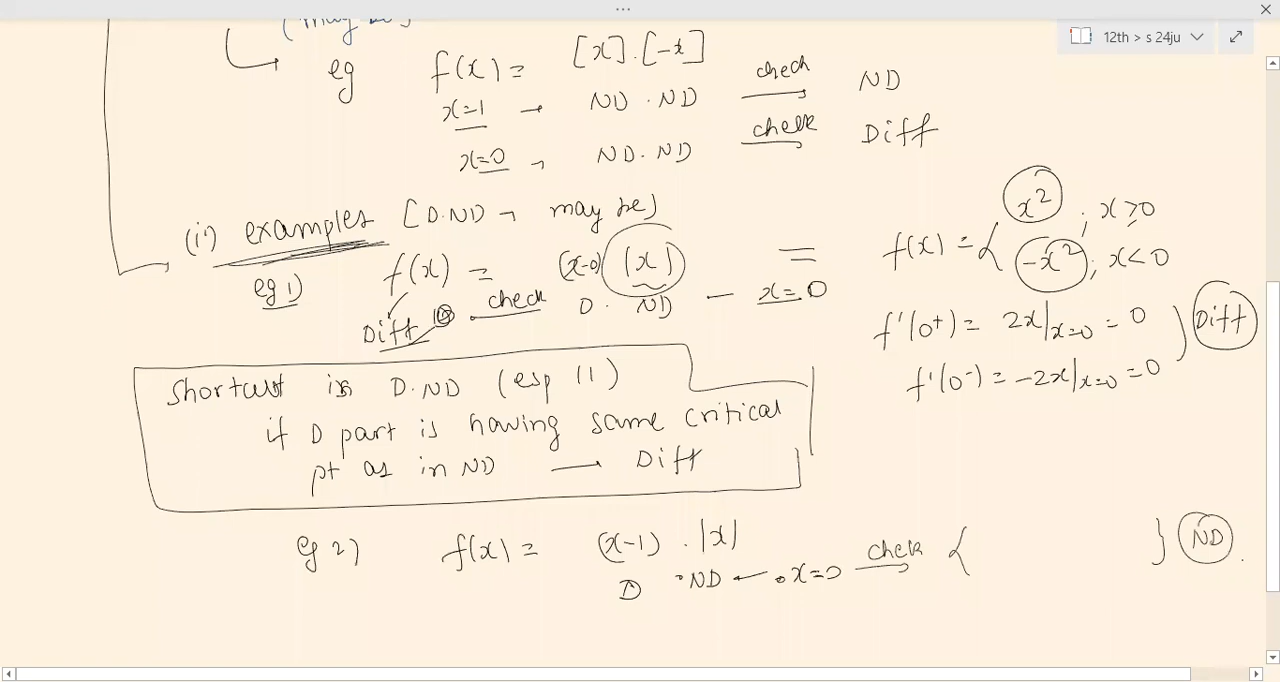 ...
12th > s 24ju
(may be)
eg f(x) = [x].[-x]
x=1 → ND . ND check ND
x=0 → ND. ND check Diff
(ii) examples [D.ND → may be]
eg 1) f(x) = (x-0) |x| = f(x) = { x² ; x≥0
-x² ; x<0
Diff check D . ND - x=0
f'(0+) = 2x|x=0 = 0
f'(0-) = -2x|x=0 = 0
} Diff
Shortcut is D.ND (esp ||)
if D part is having same critical
pt as in ND → Diff
eg 2) f(x) = (x-1) . |x|
D . ND ← x=0 check { } ND.